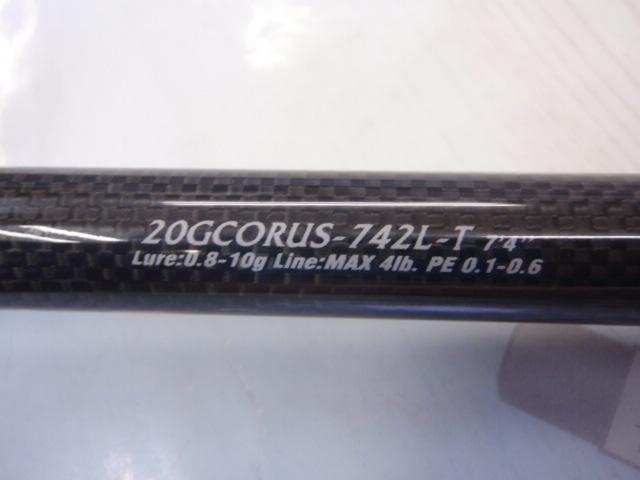 20GCORUS-742L-T 7'4"
Lure:0.8-10g Line:MAX 4lb. PE 0.1-0.6